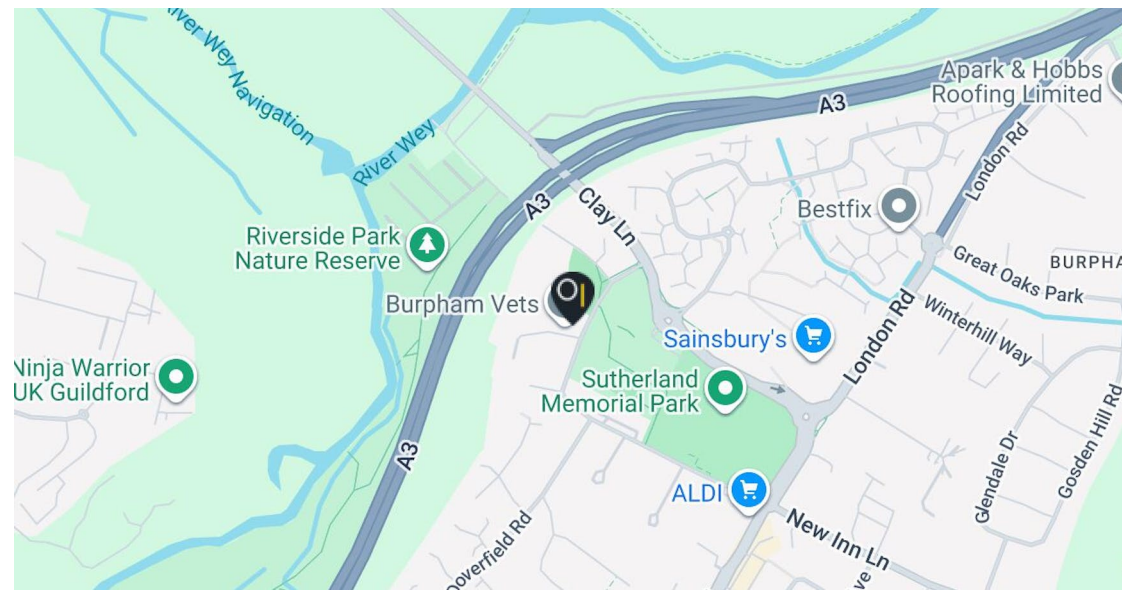 River Wey Navigation
River Wey
A3
Apark & Hobbs
Roofing Limited
London Rd
A3
Clay Ln
Bestfix
Riverside Park
Nature Reserve
Great Oaks Park
BURPHA
Burpham Vets
Winterhill Way
London Rd
Sainsbury's
Ninja Warrior
UK Guildford
Sutherland
Memorial Park
A3
Glendale Dr
Gosden Hill Rd
ALDI
New Inn Ln
Doverfield Rd
ve